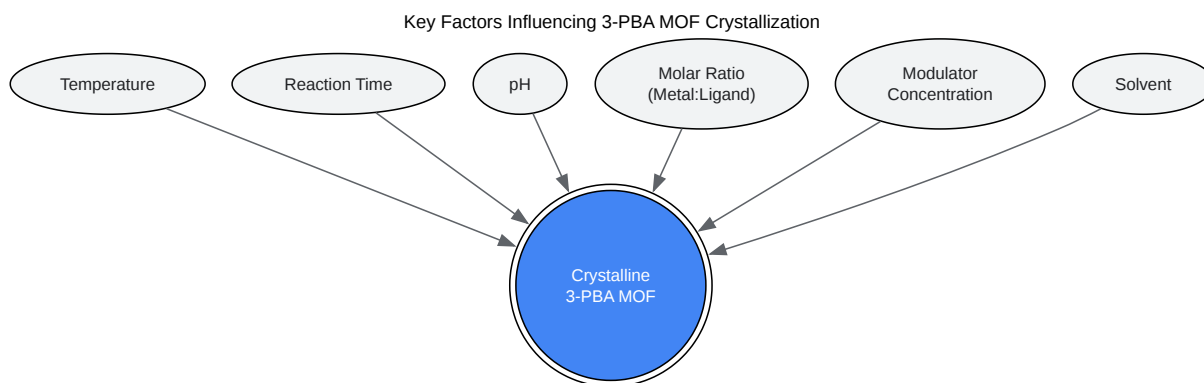 Key Factors Influencing 3-PBA MOF Crystallization
Temperature
Reaction Time
pH
Molar Ratio
(Metal:Ligand)
Modulator
Concentration
Solvent
Crystalline
3-PBA MOF